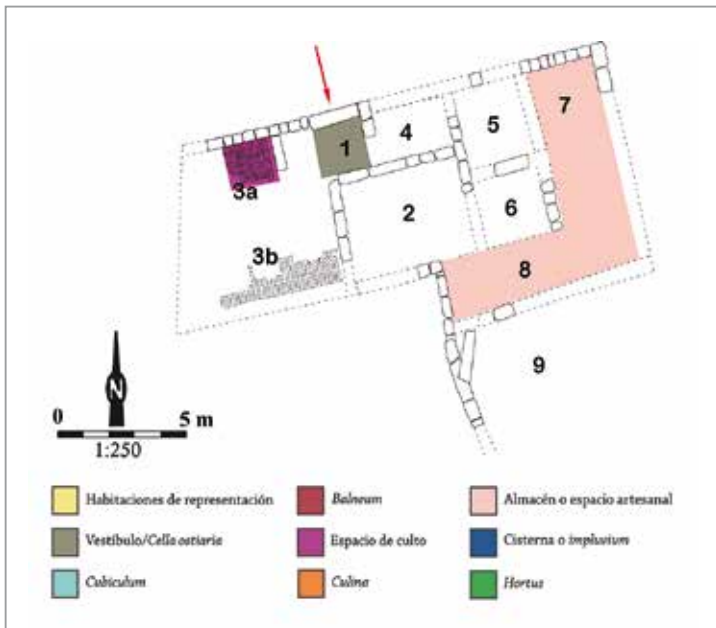 1
4
5
7
3a
2
6
3b
8
9
N
0 5 m
1:250
Habitaciones de representación
Balneum
Almacén o espacio artesanal
Vestíbulo/Cella ostiaria
Espacio de culto
Cisterna o impluvium
Cubiculum
Culina
Hortus